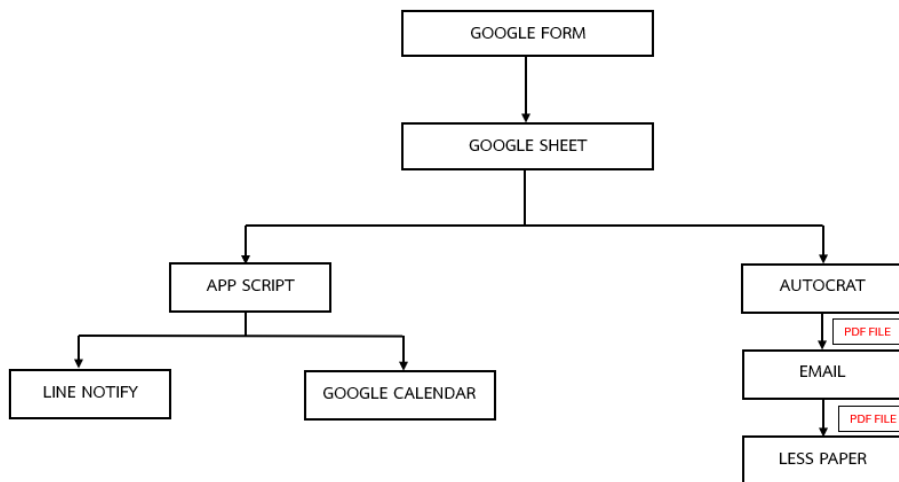 GOOGLE FORM
GOOGLE SHEET
APP SCRIPT
AUTOCRAT
PDF FILE
LINE NOTIFY
GOOGLE CALENDAR
EMAIL
PDF FILE
LESS PAPER